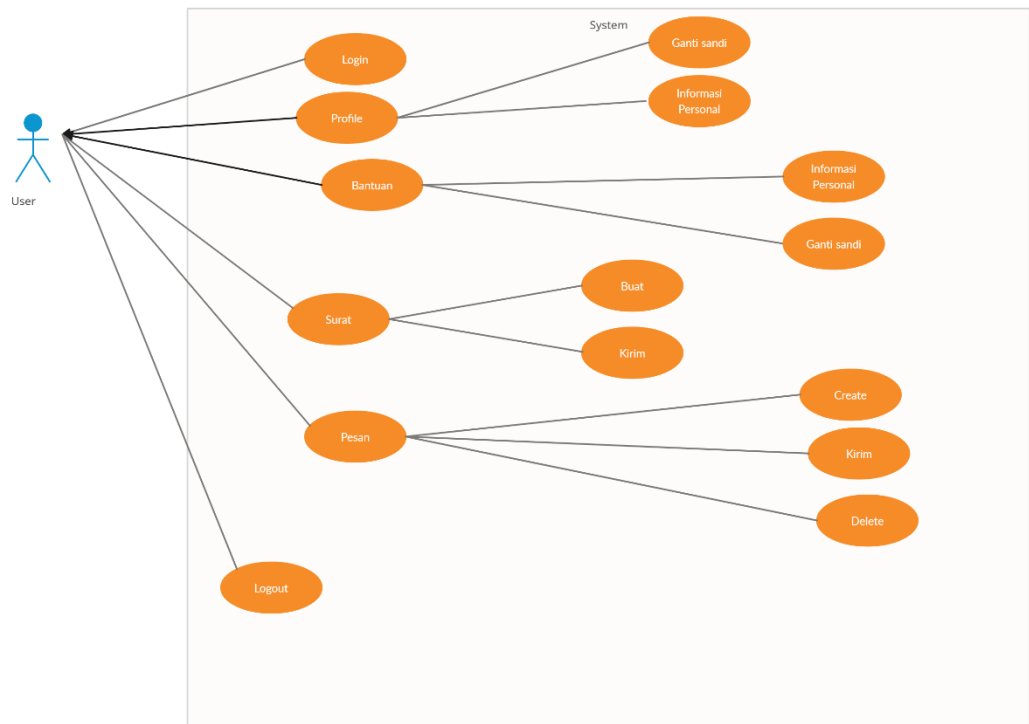 System
Login
Ganti sandi
Profile
Informasi
Personal
User
Bantuan
Informasi
Personal
Ganti sandi
Surat
Buat
Kirim
Pesan
Create
Kirim
Delete
Logout